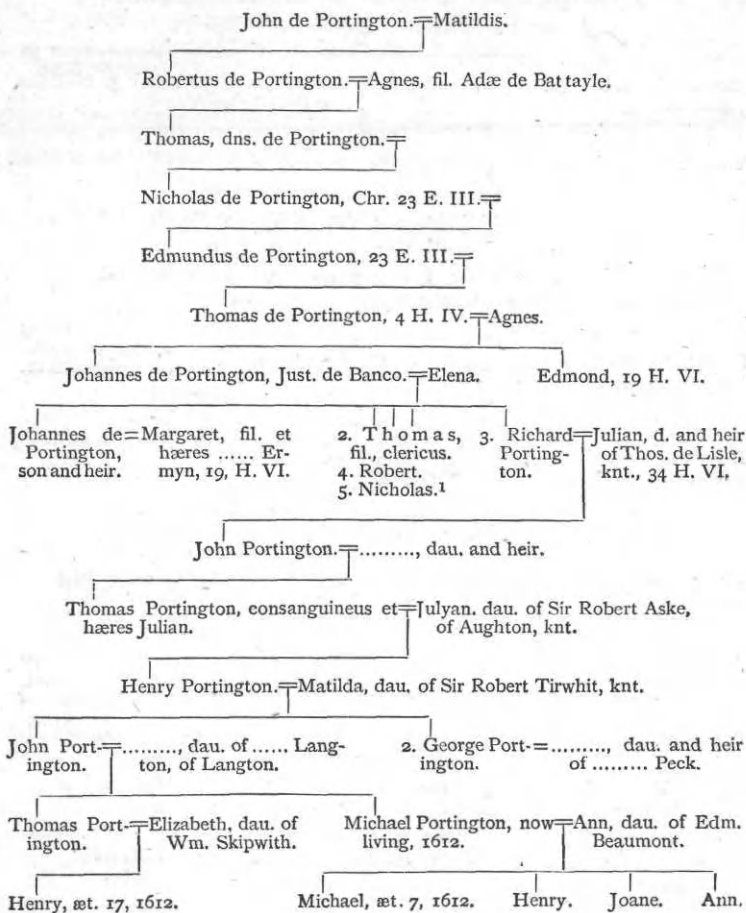 John de Portington.=Matildis.
Robertus de Portington.=Agnes, fil. Adæ de Battayle.
Thomas, dns. de Portington.=
Nicholas de Portington, Chr. 23 E. III.=
Edmundus de Portington, 23 E. III.=
Thomas de Portington, 4 H. IV.=Agnes.
Johannes de Portington, Just. de Banco.=Elena. Edmond, 19 H. VI.
Johannes de=Margaret, fil. et 2. Thomas, 3. Richard=Julian, d. and heir
Portington, hæres ...... Er- fil., clericus. Porting- of Thos. de Lisle,
son and heir. myn, 19, H. VI. 4. Robert. ton. knt., 34 H. VI,
5. Nicholas.¹
John Portington.=........., dau. and heir.
Thomas Portington, consanguineus et=Julyan. dau. of Sir Robert Aske,
hæres Julian. of Aughton, knt.
Henry Portington.=Matilda, dau. of Sir Robert Tirwhit, knt.
John Port-=........., dau. of ...... Lang- 2. George Port-=........., dau. and heir
ington. ton, of Langton. ington. of ......... Peck.
Thomas Port-=Elizabeth, dau. of Michael Portington, now=Ann, dau. of Edm.
ington. Wm. Skipwith. living, 1612. Beaumont.
Henry, æt. 17, 1612. Michael, æt. 7, 1612. Henry. Joane. Ann.